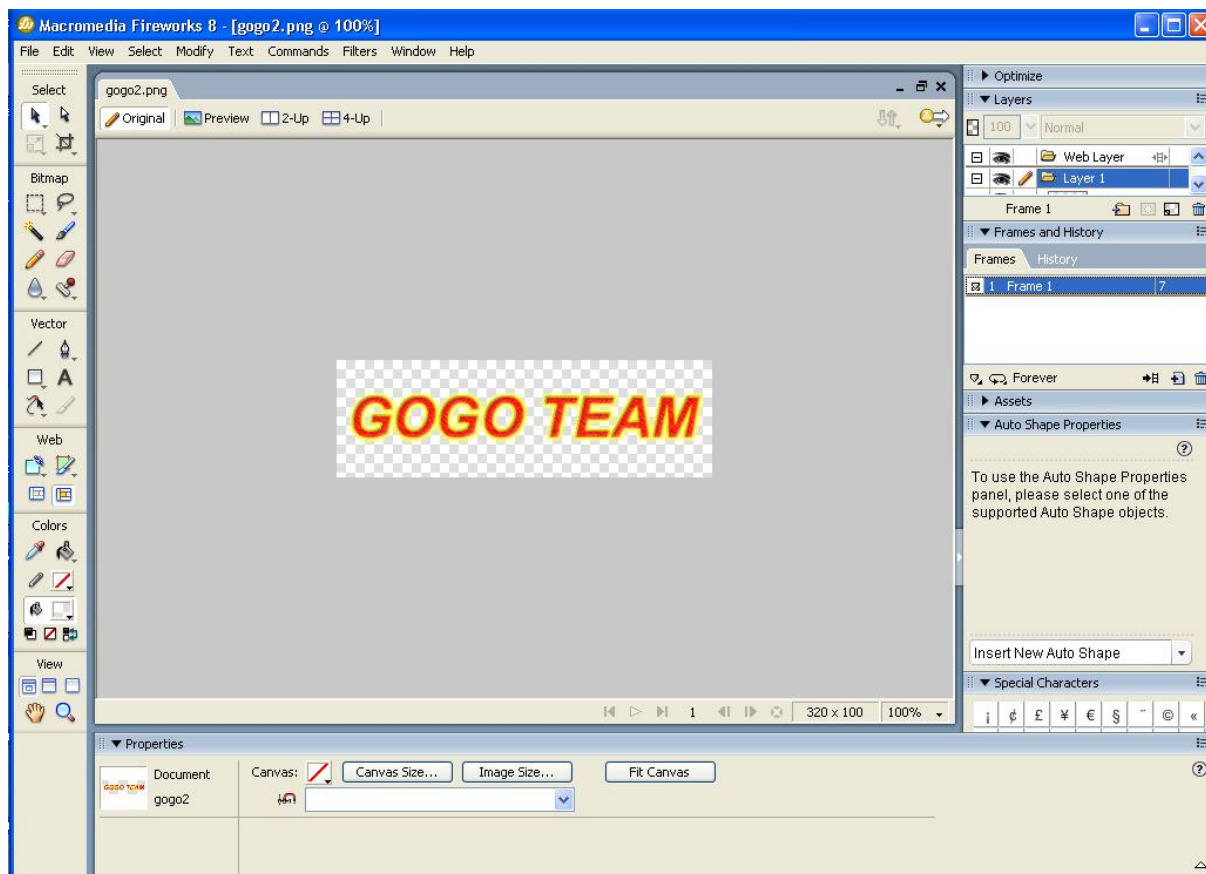 Macromedia Fireworks 8 - [gogo2.png @ 100%]
File Edit View Select Modify Text Commands Filters Window Help
Select
Bitmap
Vector
A
Web
Colors
View
gogo2.png
Original Preview 2-Up 4-Up
GOGO TEAM
1 320 x 100 100%
Optimize
Layers
100 Normal
Web Layer
Layer 1
Frame 1
Frames and History
Frames History
1 Frame 1 7
Forever
Assets
Auto Shape Properties
?
To use the Auto Shape Properties
panel, please select one of the
supported Auto Shape objects.
Insert New Auto Shape
Special Characters
¡ ¢ £ ¥ € § ¨ © «
Properties
?
GOGO TEAM
Document
gogo2
Canvas: Canvas Size... Image Size... Fit Canvas